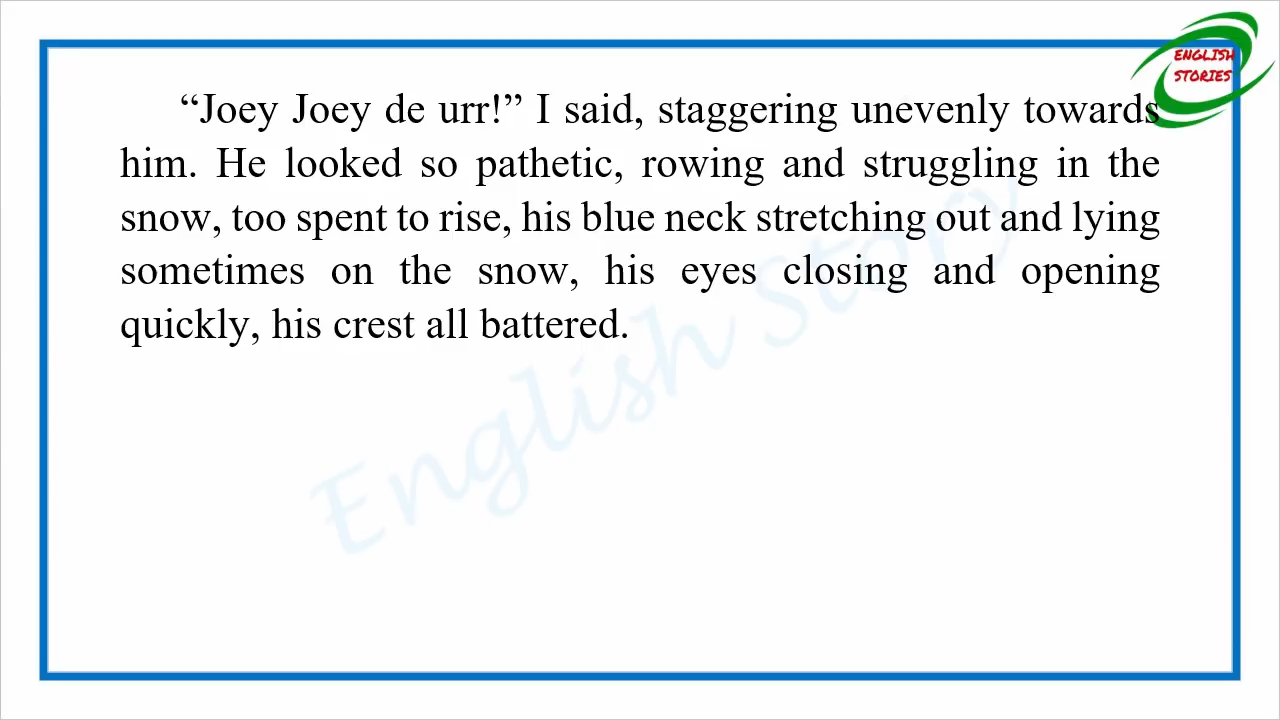 ENGLISH
STORIES
“Joey Joey de urr!” I said, staggering unevenly towards
him. He looked so pathetic, rowing and struggling in the
snow, too spent to rise, his blue neck stretching out and lying
sometimes on the snow, his eyes closing and opening
quickly, his crest all battered.
English Story